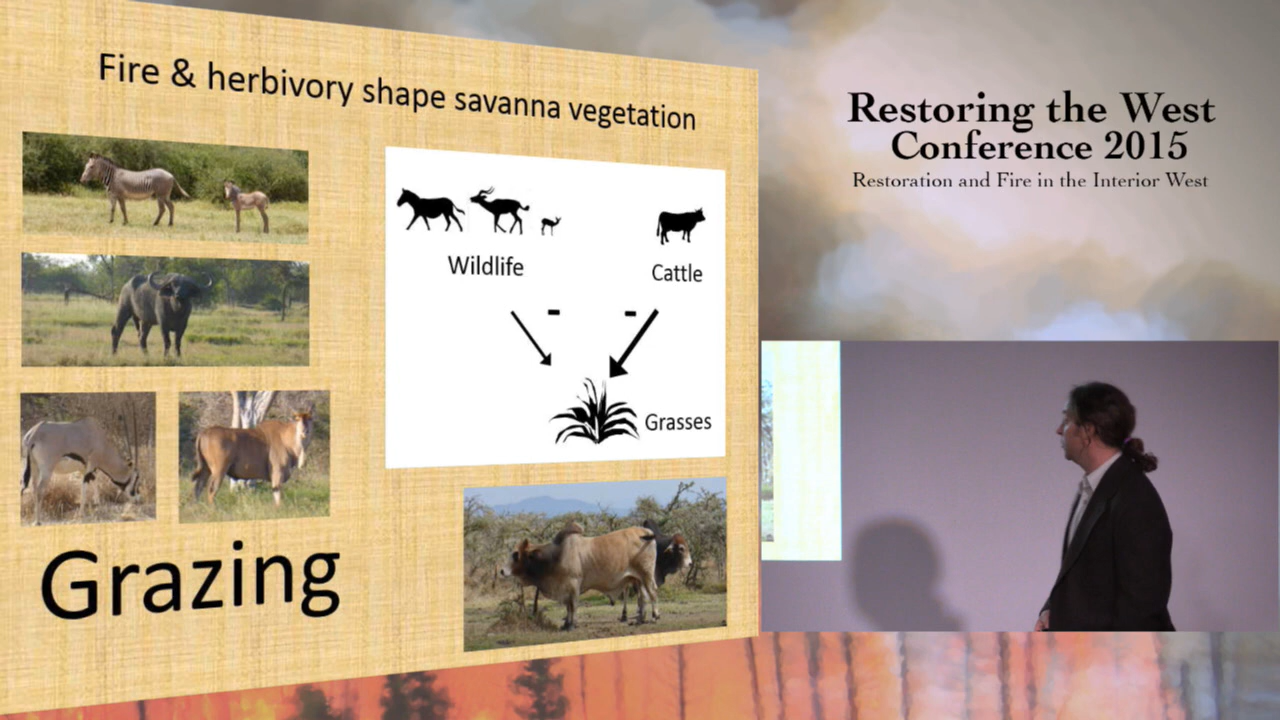 Fire & herbivory shape savanna vegetation
Wildlife
Cattle
-
-
Grasses
Grazing
Restoring the West
Conference 2015
Restoration and Fire in the Interior West